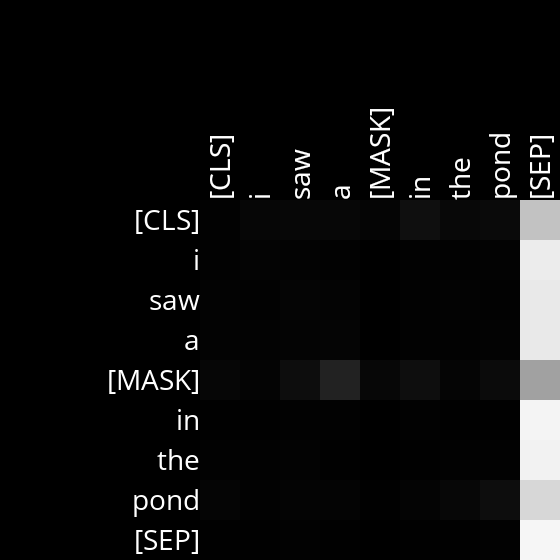 [CLS] i saw a [MASK] in the pond [SEP]
[CLS]
i
saw
a
[MASK]
in
the
pond
[SEP]